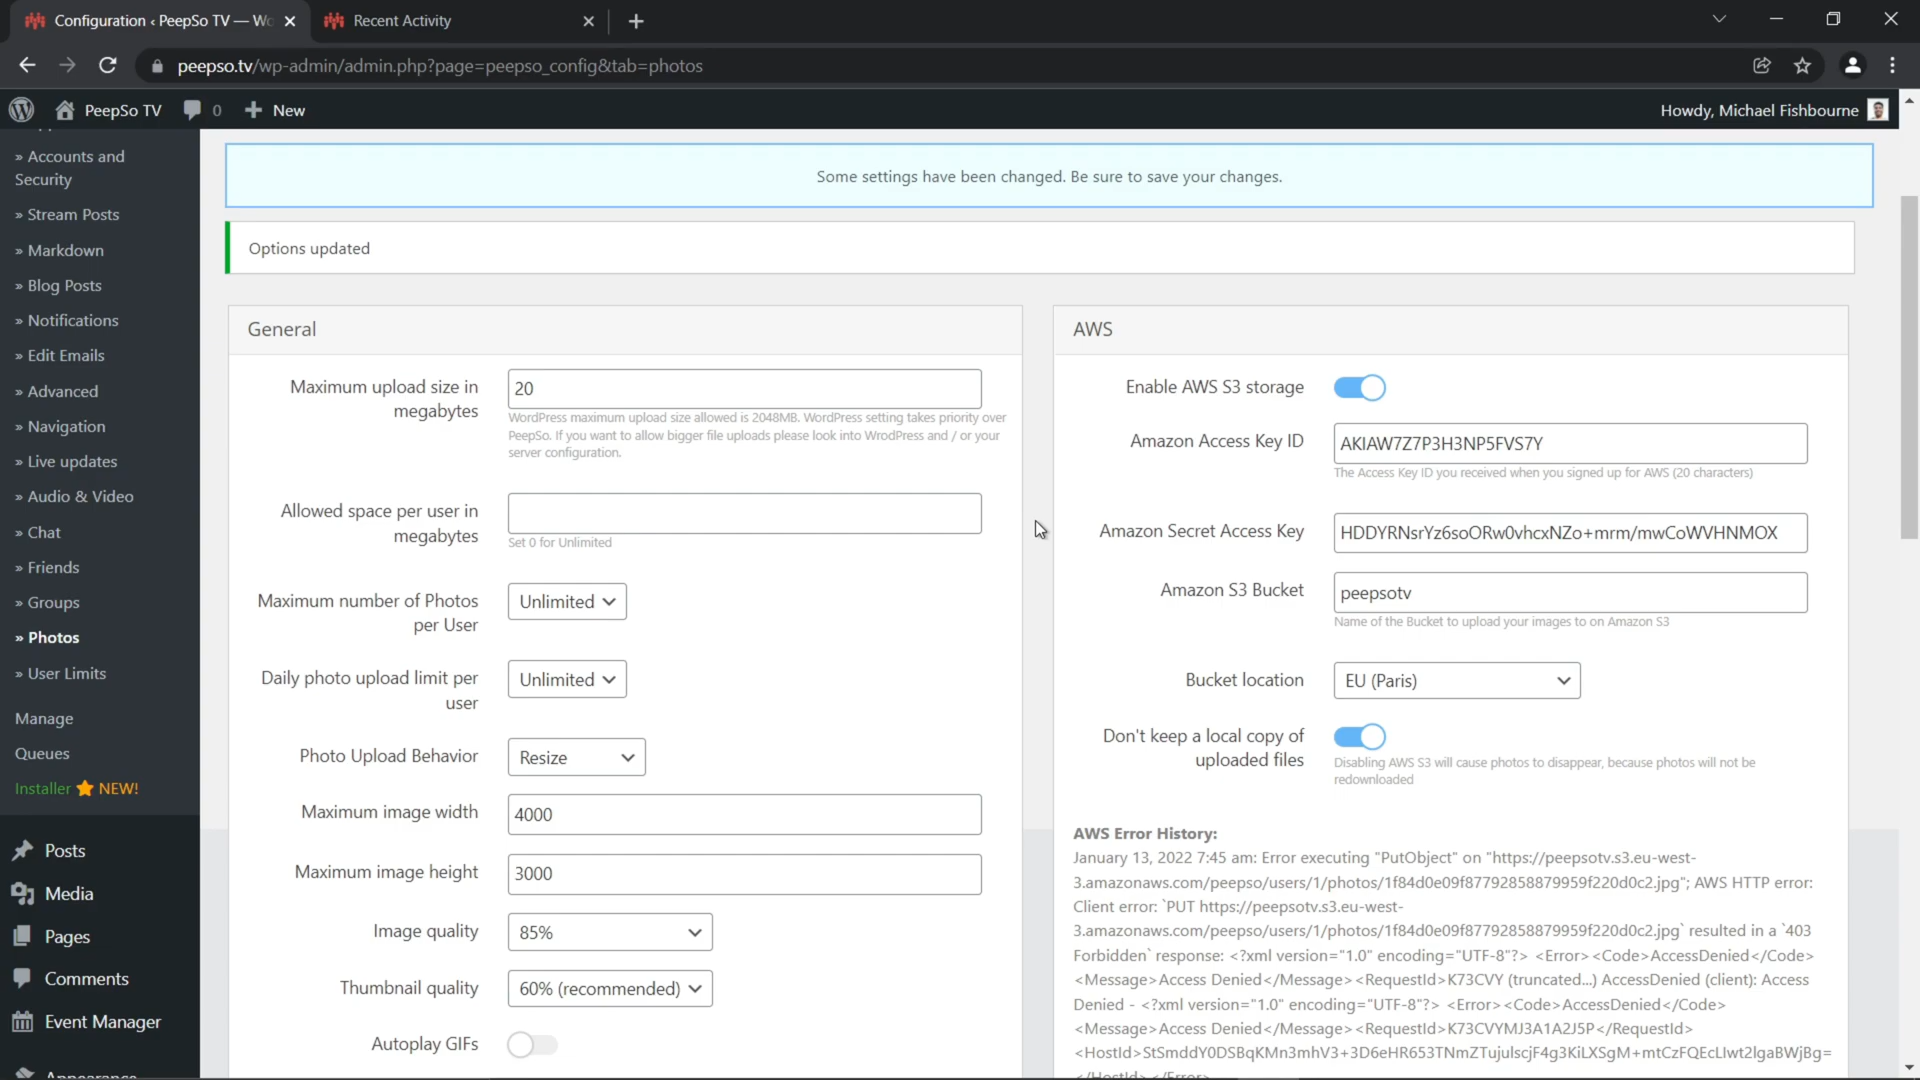 Configuration ‹ PeepSo TV — Wo
Recent Activity
peepso.tv/wp-admin/admin.php?page=peepso_config&tab=photos
PeepSo TV
0
New
Howdy, Michael Fishbourne
» Accounts and
Security
» Stream Posts
» Markdown
» Blog Posts
» Notifications
» Edit Emails
» Advanced
» Navigation
» Live updates
» Audio & Video
» Chat
» Friends
» Groups
» Photos
» User Limits
Manage
Queues
Installer NEW!
Posts
Media
Pages
Comments
Event Manager
Appearance
Some settings have been changed. Be sure to save your changes.
Options updated
General
Maximum upload size in
megabytes
20
WordPress maximum upload size allowed is 2048MB. WordPress setting takes priority over
PeepSo. If you want to allow bigger file uploads please look into WrodPress and / or your
server configuration.
Allowed space per user in
megabytes
Set 0 for Unlimited
Maximum number of Photos
per User
Unlimited
Daily photo upload limit per
user
Unlimited
Photo Upload Behavior
Resize
Maximum image width
4000
Maximum image height
3000
Image quality
85%
Thumbnail quality
60% (recommended)
Autoplay GIFs
AWS
Enable AWS S3 storage
Amazon Access Key ID
AKIAW7Z7P3H3NP5FVS7Y
The Access Key ID you received when you signed up for AWS (20 characters)
Amazon Secret Access Key
HDDYRNsrYz6soORw0vhcxNZo+mrm/mwCoWVHNMOX
Amazon S3 Bucket
peepsotv
Name of the Bucket to upload your images to on Amazon S3
Bucket location
EU (Paris)
Don't keep a local copy of
uploaded files
Disabling AWS S3 will cause photos to disappear, because photos will not be
redownloaded
AWS Error History:
January 13, 2022 7:45 am: Error executing "PutObject" on "https://peepsotv.s3.eu-west-
3.amazonaws.com/peepso/users/1/photos/1f84d0e09f87792858879959f220d0c2.jpg"; AWS HTTP error:
Client error: `PUT https://peepsotv.s3.eu-west-
3.amazonaws.com/peepso/users/1/photos/1f84d0e09f87792858879959f220d0c2.jpg` resulted in a `403
Forbidden` response: <?xml version="1.0" encoding="UTF-8"?> <Error><Code>AccessDenied</Code>
<Message>Access Denied</Message><RequestId>K73CVY (truncated...) AccessDenied (client): Access
Denied - <?xml version="1.0" encoding="UTF-8"?> <Error><Code>AccessDenied</Code>
<Message>Access Denied</Message><RequestId>K73CVYMJ3A1A2J5P</RequestId>
<HostId>StSmddY0DSBqKMn3mhV3+3D6eHR653TNmZTujulscjF4g3KiLXSgM+mtCzFQEcLlwt2lgaBWjBg=
</HostId></Error>